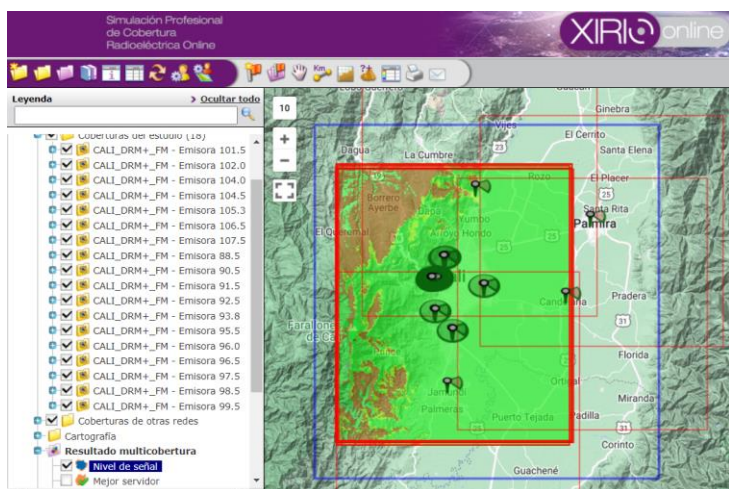 Simulación Profesional
de Cobertura
Radioeléctrica Online
XIRIO online
Leyenda
> Ocultar todo
Coberturas del estudio (18)
CALI_DRM+_FM - Emisora 101.5
CALI_DRM+_FM - Emisora 102.0
CALI_DRM+_FM - Emisora 104.0
CALI_DRM+_FM - Emisora 104.5
CALI_DRM+_FM - Emisora 105.3
CALI_DRM+_FM - Emisora 106.5
CALI_DRM+_FM - Emisora 107.5
CALI_DRM+_FM - Emisora 88.5
CALI_DRM+_FM - Emisora 90.5
CALI_DRM+_FM - Emisora 91.5
CALI_DRM+_FM - Emisora 92.5
CALI_DRM+_FM - Emisora 93.8
CALI_DRM+_FM - Emisora 95.5
CALI_DRM+_FM - Emisora 96.0
CALI_DRM+_FM - Emisora 96.5
CALI_DRM+_FM - Emisora 97.5
CALI_DRM+_FM - Emisora 98.5
CALI_DRM+_FM - Emisora 99.5
Coberturas de otras redes
Cartografía
Resultado multicobertura
Nivel de señal
Mejor servidor
10
+
−
Ginebra
Vijes
El Cerrito
23
Dagua
La Cumbre
Santa Elena
Rozo
El Placer
25
Borrero
Ayerbe
Dapa
Yumbo
Santa Rita
Palmira
El Queremal
Arroyo Hondo
25
25
Candelaria
Pradera
31
Florida
Jamundí
Ortigal
Miranda
Palmeras
Puerto Tejada
Padilla
31
Corinto
Guachené